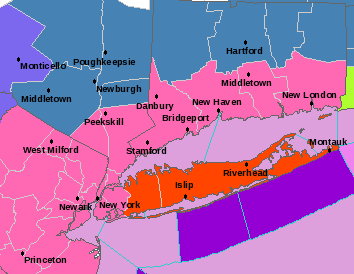 Hartford
Poughkeepsie
Monticello
Middletown
Newburgh
Middletown
New London
Danbury
New Haven
Peekskill
Bridgeport
West Milford
Stamford
Montauk
Riverhead
Islip
Newark
New York
Princeton